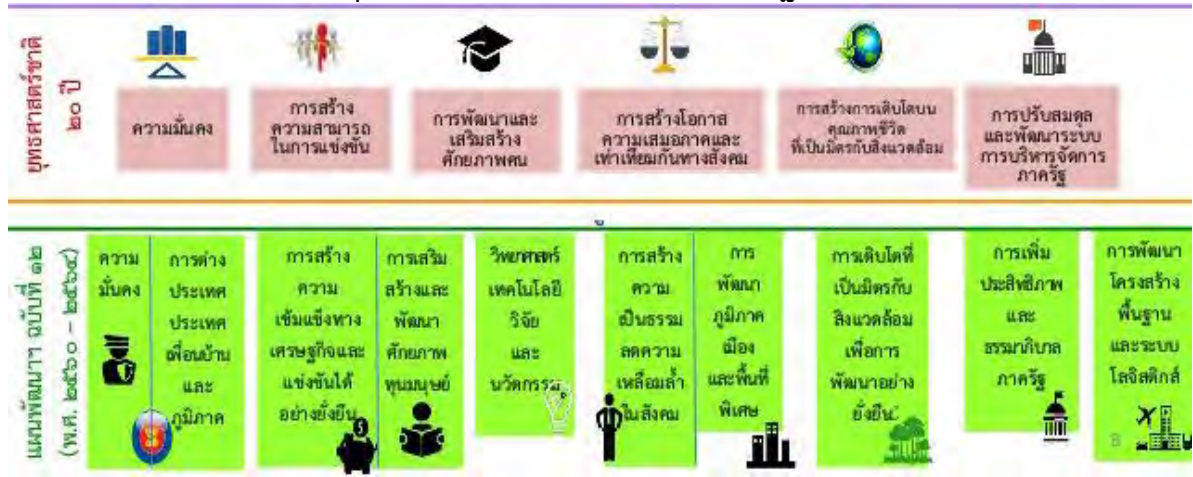 ยุทธศาสตร์ชาติ
๒๐ ปี
ความมั่นคง
การสร้าง
ความสามารถ
ในการแข่งขัน
การพัฒนาและ
เสริมสร้าง
ศักยภาพคน
การสร้างโอกาส
ความเสมอภาคและ
เท่าเทียมกันทางสังคม
การสร้างการเติบโตบน
คุณภาพชีวิต
ที่เป็นมิตรกับสิ่งแวดล้อม
การปรับสมดุล
และพัฒนาระบบ
การบริหารจัดการ
ภาครัฐ
แผนพัฒนาฯ ฉบับที่ ๑๒
(พ.ศ. ๒๕๖๐ – ๒๕๖๔)
ความ
มั่นคง
การต่าง
ประเทศ
ประเทศ
เพื่อนบ้าน
และ
ภูมิภาค
การสร้าง
ความ
เข้มแข็งทาง
เศรษฐกิจและ
แข่งขันได้
อย่างยั่งยืน
การเสริม
สร้างและ
พัฒนา
ศักยภาพ
ทุนมนุษย์
วิทยาศาสตร์
เทคโนโลยี
วิจัย
และ
นวัตกรรม
การสร้าง
ความ
เป็นธรรม
ลดความ
เหลื่อมล้ำ
ในสังคม
การ
พัฒนา
ภูมิภาค
เมือง
และพื้นที่
พิเศษ
การเติบโตที่
เป็นมิตรกับ
สิ่งแวดล้อม
เพื่อการ
พัฒนาอย่าง
ยั่งยืน
การเพิ่ม
ประสิทธิภาพ
และ
ธรรมาภิบาล
ภาครัฐ
การพัฒนา
โครงสร้าง
พื้นฐาน
และระบบ
โลจิสติกส์
8